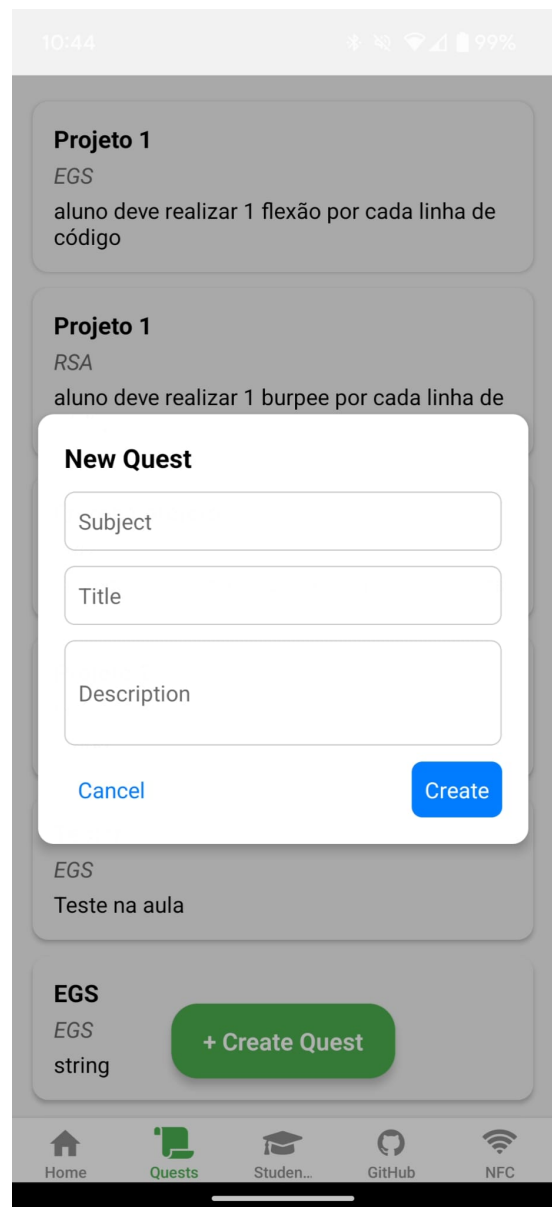 10:44 99%
Projeto 1
EGS
aluno deve realizar 1 flexão por cada linha de
código
Projeto 1
RSA
aluno deve realizar 1 burpee por cada linha de
New Quest
Subject
Title
Description
Cancel
Create
EGS
Teste na aula
EGS
EGS
string
+ Create Quest
Home
Quests
Studen...
GitHub
NFC